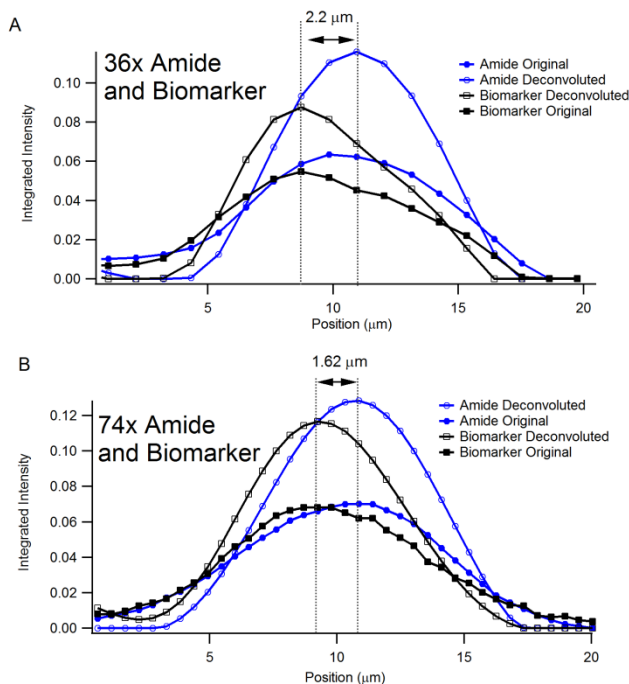 A
2.2 μm
36x Amide
and Biomarker
Amide Original
Amide Deconvoluted
Biomarker Deconvoluted
Biomarker Original
Integrated Intensity
0.10
0.08
0.06
0.04
0.02
0.00
5
10
15
20
Position (μm)
B
1.62 μm
74x Amide
and Biomarker
Amide Deconvoluted
Amide Original
Biomarker Deconvoluted
Biomarker Original
Integrated Intensity
0.12
0.10
0.08
0.06
0.04
0.02
0.00
5
10
15
20
Position (μm)